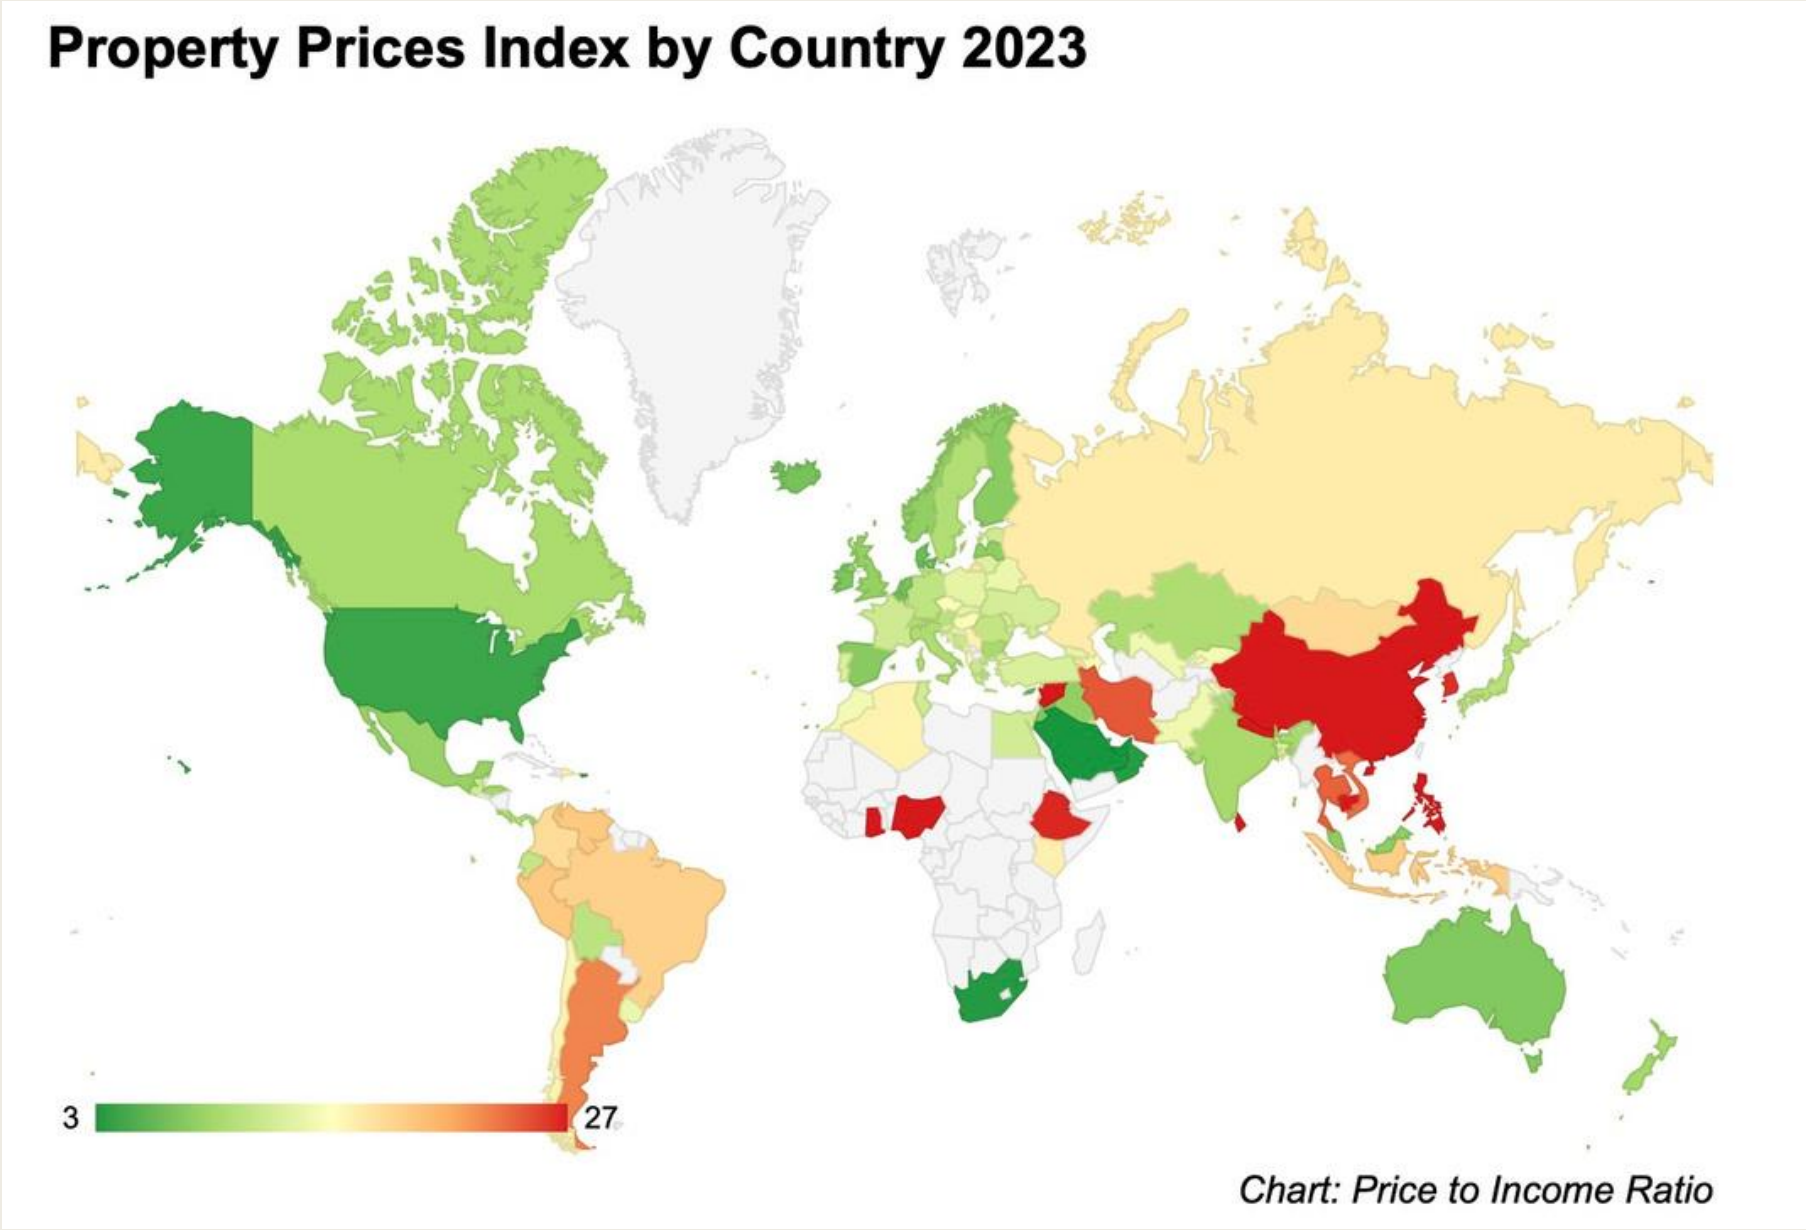 Property Prices Index by Country 2023
3
27
Chart: Price to Income Ratio